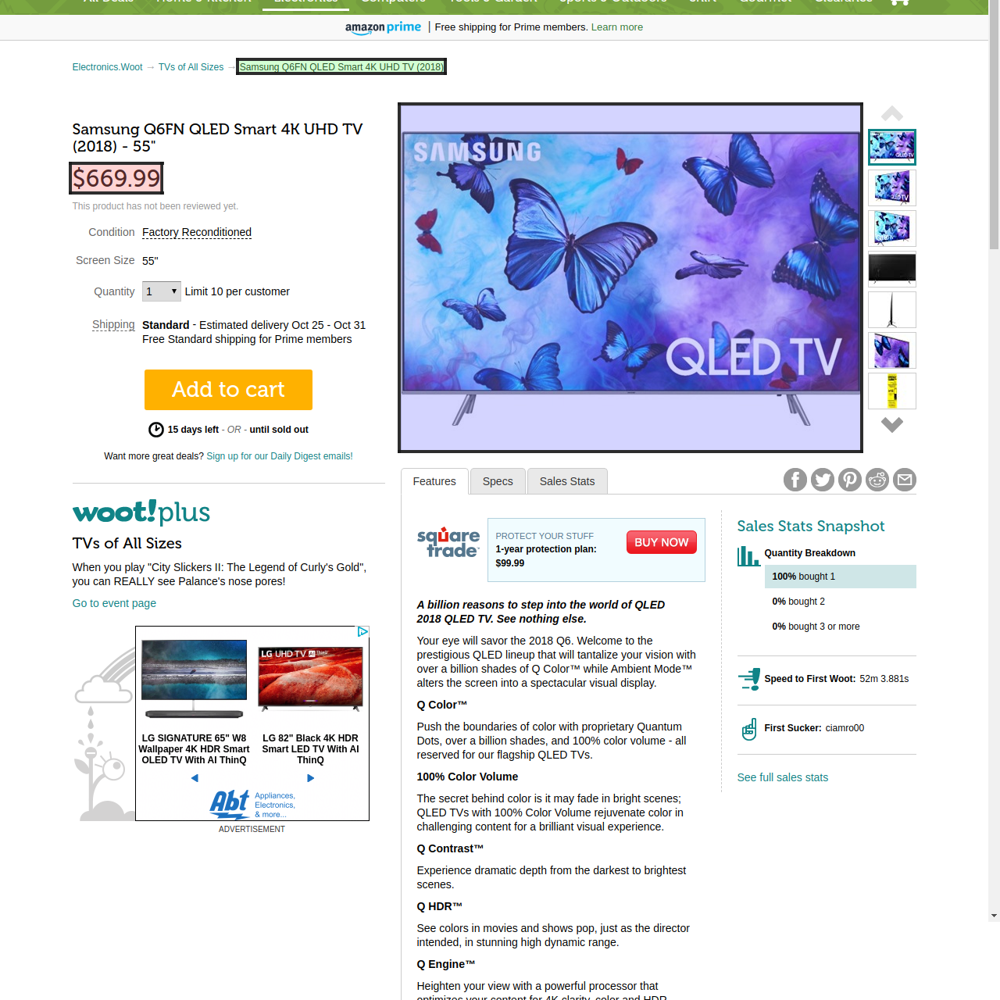 amazon prime | Free shipping for Prime members. Learn more
Electronics.Woot → TVs of All Sizes → Samsung Q6FN QLED Smart 4K UHD TV (2018)
Samsung Q6FN QLED Smart 4K UHD TV
(2018) - 55"
$669.99
This product has not been reviewed yet.
Condition Factory Reconditioned
Screen Size 55"
Quantity 1 Limit 10 per customer
Shipping Standard - Estimated delivery Oct 25 - Oct 31
Free Standard shipping for Prime members
Add to cart
15 days left - OR - until sold out
Want more great deals? Sign up for our Daily Digest emails!
SAMSUNG
QLED TV
woot!plus
TVs of All Sizes
When you play "City Slickers II: The Legend of Curly's Gold",
you can REALLY see Palance's nose pores!
Go to event page
LG UHD TV AI ThinQ
LG SIGNATURE 65" W8
Wallpaper 4K HDR Smart
OLED TV With AI ThinQ
LG 82" Black 4K HDR
Smart LED TV With AI
ThinQ
Abt
Appliances,
Electronics,
& more...
ADVERTISEMENT
Features Specs Sales Stats
square
trade
PROTECT YOUR STUFF
1-year protection plan:
$99.99
BUY NOW
A billion reasons to step into the world of QLED
2018 QLED TV. See nothing else.
Your eye will savor the 2018 Q6. Welcome to the
prestigious QLED lineup that will tantalize your vision with
over a billion shades of Q Color™ while Ambient Mode™
alters the screen into a spectacular visual display.
Q Color™
Push the boundaries of color with proprietary Quantum
Dots, over a billion shades, and 100% color volume - all
reserved for our flagship QLED TVs.
100% Color Volume
The secret behind color is it may fade in bright scenes;
QLED TVs with 100% Color Volume rejuvenate color in
challenging content for a brilliant visual experience.
Q Contrast™
Experience dramatic depth from the darkest to brightest
scenes.
Q HDR™
See colors in movies and shows pop, just as the director
intended, in stunning high dynamic range.
Q Engine™
Heighten your view with a powerful processor that
optimizes your content for 4K clarity, color and HDR
Sales Stats Snapshot
Quantity Breakdown
100% bought 1
0% bought 2
0% bought 3 or more
Speed to First Woot: 52m 3.881s
First Sucker: ciamro00
See full sales stats